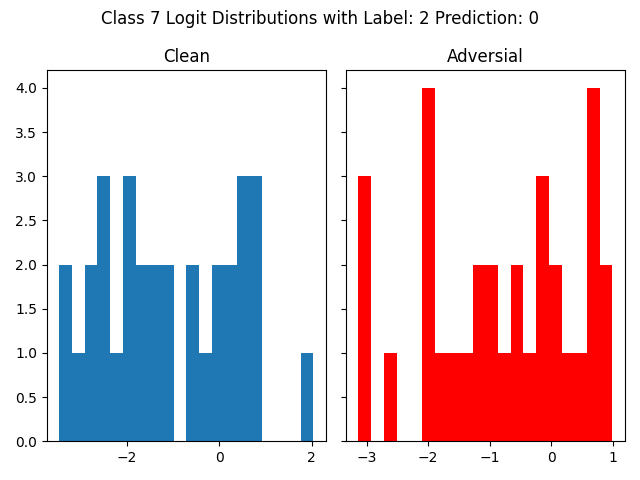 Class 7 Logit Distributions with Label: 2 Prediction: 0
Clean
Adversial
4.0
3.5
3.0
2.5
2.0
1.5
1.0
0.5
0.0
−2 0 2
−3 −2 −1 0 1